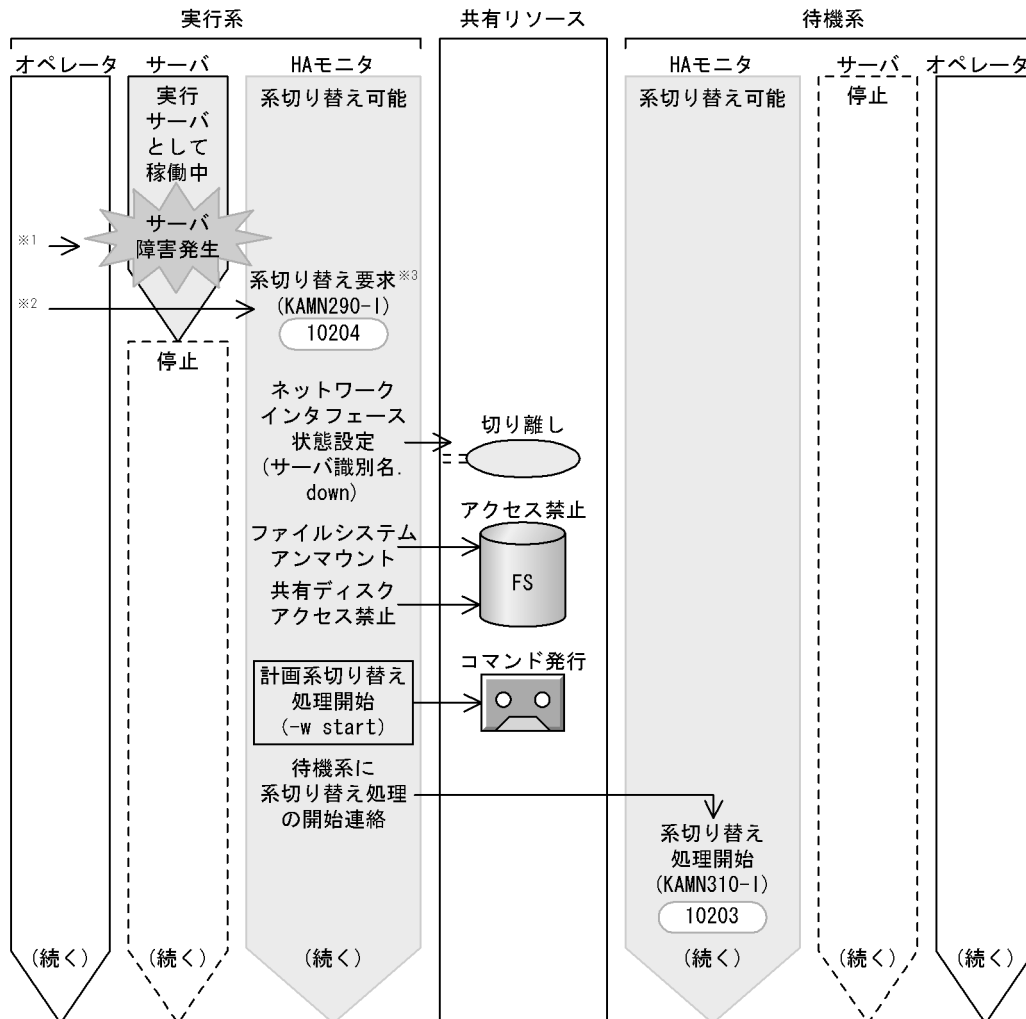 実行系
共有リソース
待機系
オペレータ
サーバ
HAモニタ
HAモニタ
サーバ
オペレータ
実行
サーバ
として
稼働中
系切り替え可能
系切り替え可能
停止
サーバ
障害発生
※1
※2
系切り替え要求※3
(KAMN290-I)
10204
停止
ネットワーク
インタフェース
状態設定
(サーバ識別名.
down)
切り離し
アクセス禁止
ファイルシステム
アンマウント
FS
共有ディスク
アクセス禁止
コマンド発行
計画系切り替え
処理開始
(-w start)
待機系に
系切り替え処理
の開始連絡
系切り替え
処理開始
(KAMN310-I)
10203
(続く)
(続く)
(続く)
(続く)
(続く)
(続く)